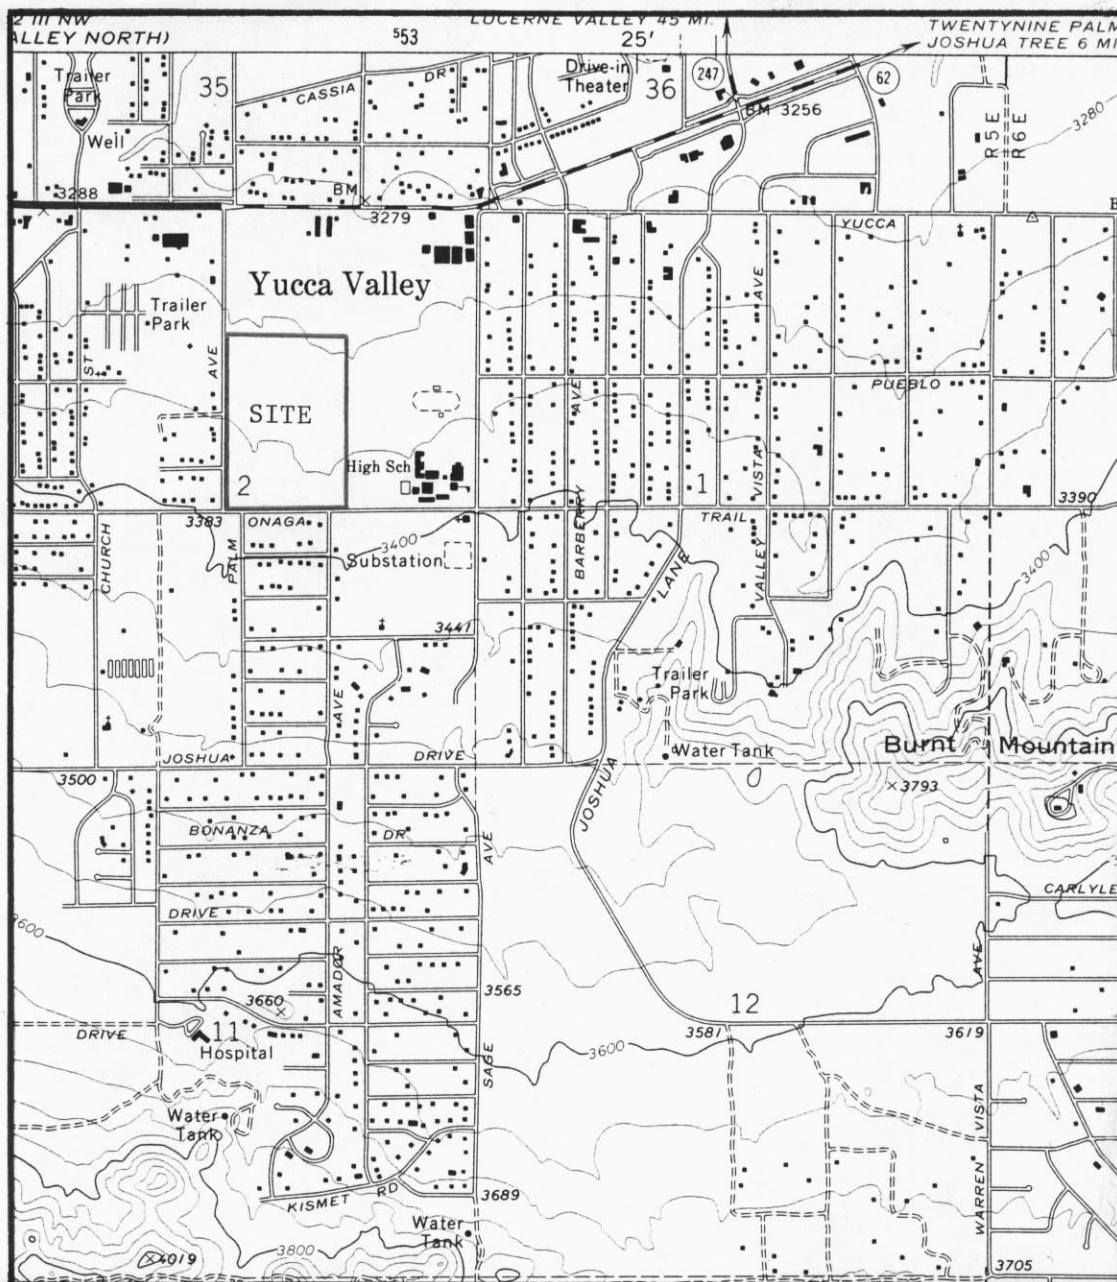 2 III NW
LUCERNE VALLEY 45 MI.
TWENTYNINE PALM
ALLEY NORTH)
553
25'
JOSHUA TREE 6 MI
Trailer
Park
35
CASSIA
DR
Drive-in
Theater
36
247
62
BM 3256
3280
Well
R5E
R6E
3288
BM
3279
YUCCA
B
Yucca Valley
Trailer
Park
AVE
ST
AVE
PUEBLO
AVE
SITE
High Sch
2
1
VISTA
BARBERRY
3383
ONAGA
TRAIL
3390
CHURCH
PALM
3400
Substation
LANE
VALLEY
3400
3441
AVE
Trailer
Park
JOSHUA
DRIVE
Water Tank
Burnt Mountain
3500
3793
JOSHUA
BONANZA
DR
AVE
DRIVE
CARLYLE
3600
AMADOR
AVE
3660
3565
12
DRIVE
11
Hospital
3581
3619
3600
SAGE
Water
Tank
WARREN VISTA
KISMET RD
3689
Water
Tank
3800
4019
3705